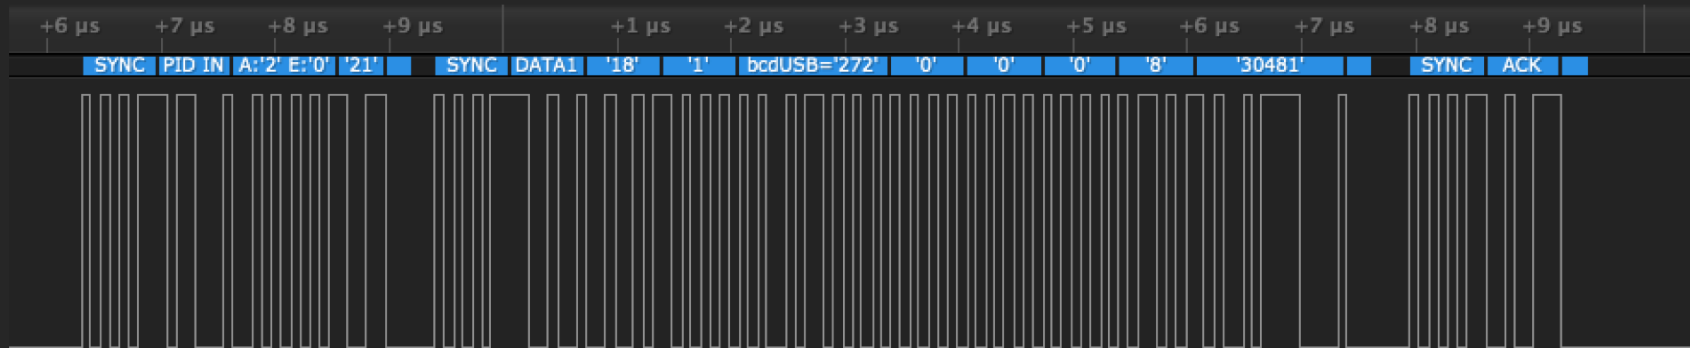 +6 µs +7 µs +8 µs +9 µs +1 µs +2 µs +3 µs +4 µs +5 µs +6 µs +7 µs +8 µs +9 µs
SYNC PID IN A:'2' E:'0' '21' SYNC DATA1 '18' '1' bcdUSB='272' '0' '0' '0' '8' '30481' SYNC ACK